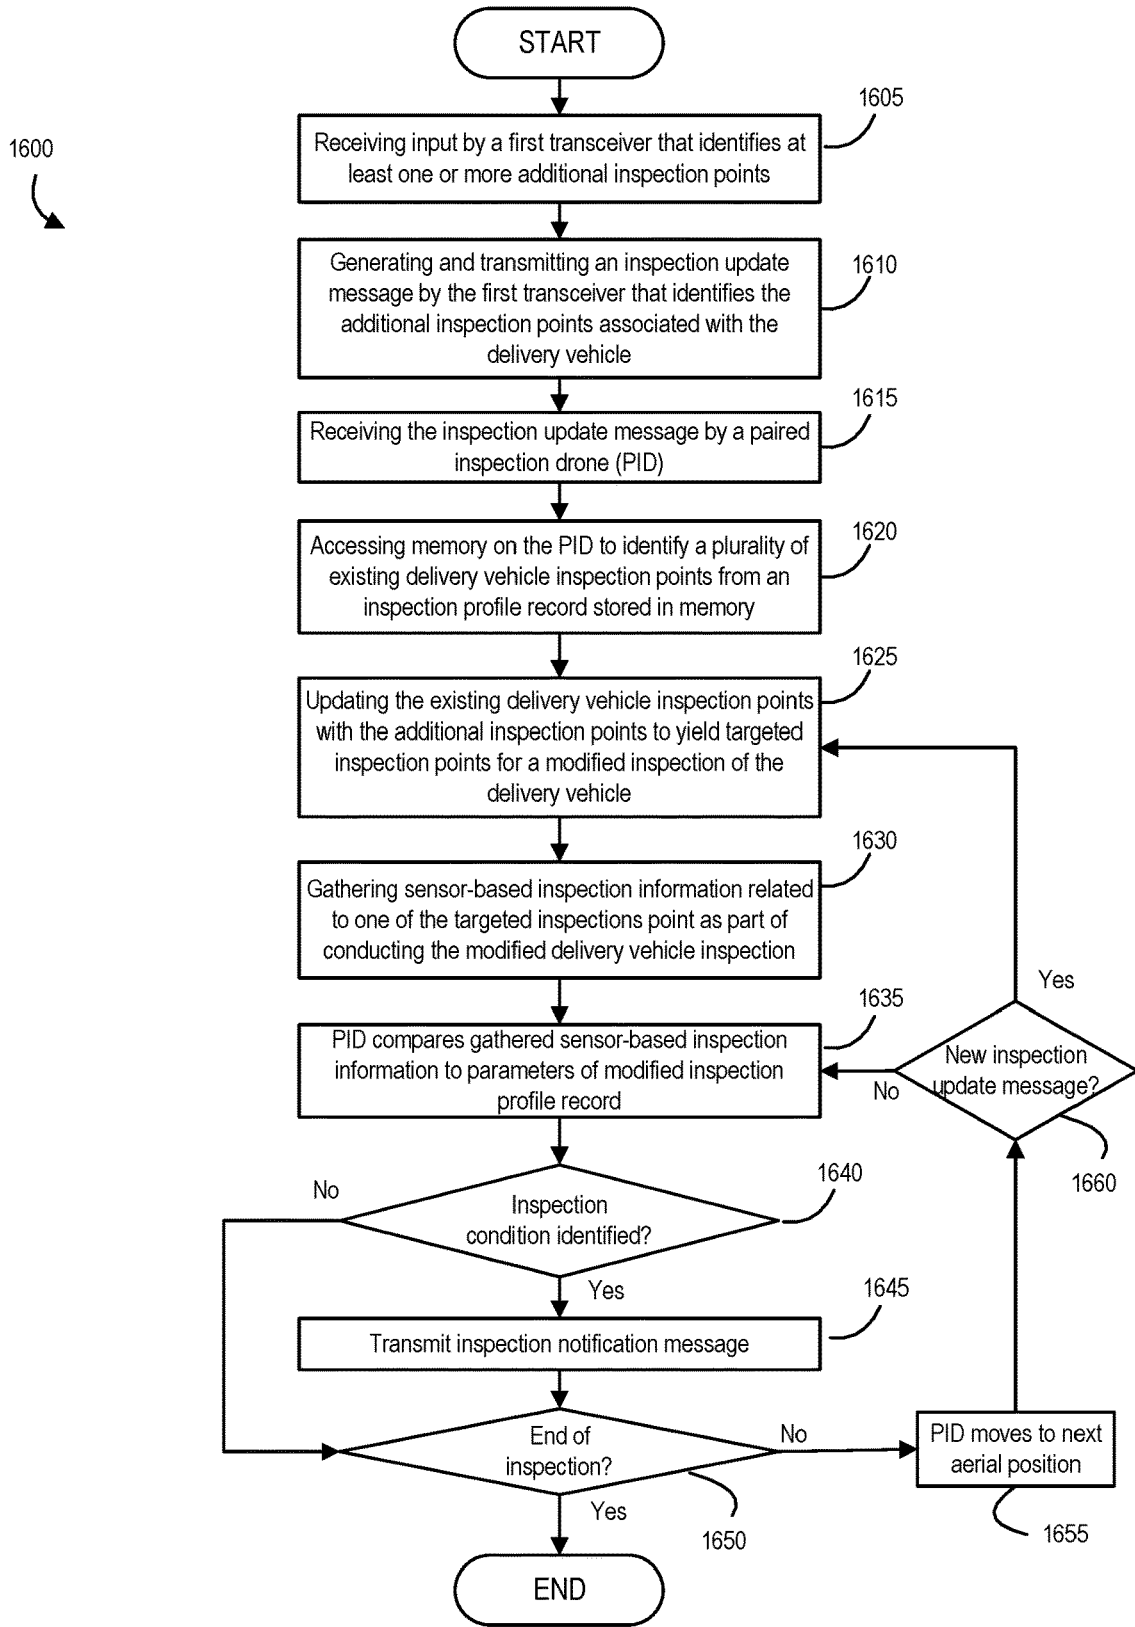 START
1600
1605
Receiving input by a first transceiver that identifies at
least one or more additional inspection points
1610
Generating and transmitting an inspection update
message by the first transceiver that identifies the
additional inspection points associated with the
delivery vehicle
1615
Receiving the inspection update message by a paired
inspection drone (PID)
1620
Accessing memory on the PID to identify a plurality of
existing delivery vehicle inspection points from an
inspection profile record stored in memory
1625
Updating the existing delivery vehicle inspection points
with the additional inspection points to yield targeted
inspection points for a modified inspection of the
delivery vehicle
1630
Gathering sensor-based inspection information related
to one of the targeted inspections point as part of
conducting the modified delivery vehicle inspection
1635
PID compares gathered sensor-based inspection
information to parameters of modified inspection
profile record
Yes
New inspection
update message?
No
1660
1640
Inspection
condition identified?
No
Yes
1645
Transmit inspection notification message
End of
inspection?
No
Yes
1650
PID moves to next
aerial position
1655
END